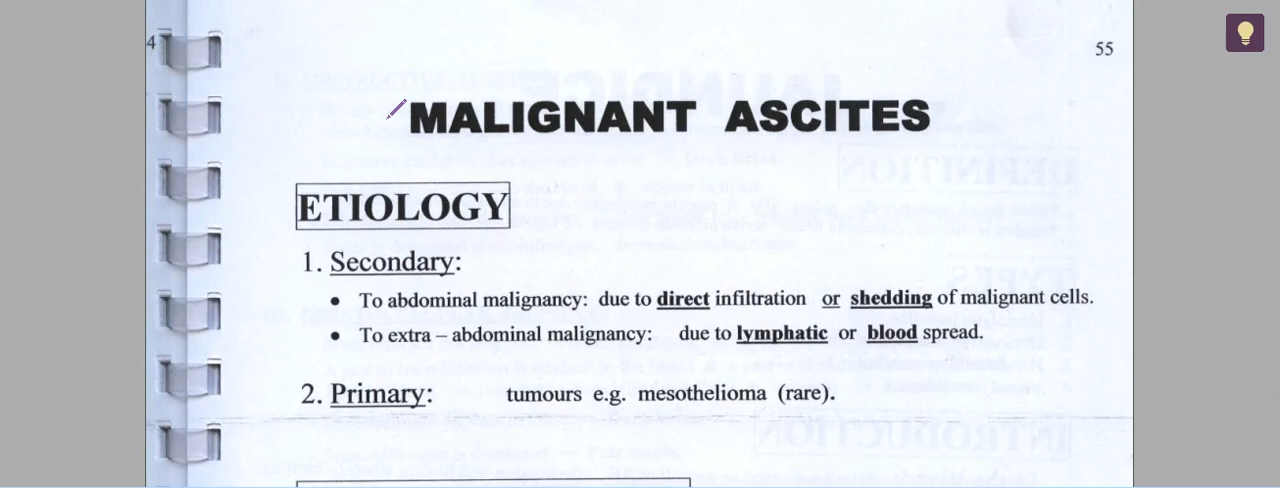 4
55
MALIGNANT ASCITES
ETIOLOGY
1. Secondary:
• To abdominal malignancy: due to direct infiltration or shedding of malignant cells.
• To extra – abdominal malignancy: due to lymphatic or blood spread.
2. Primary: tumours e.g. mesothelioma (rare).